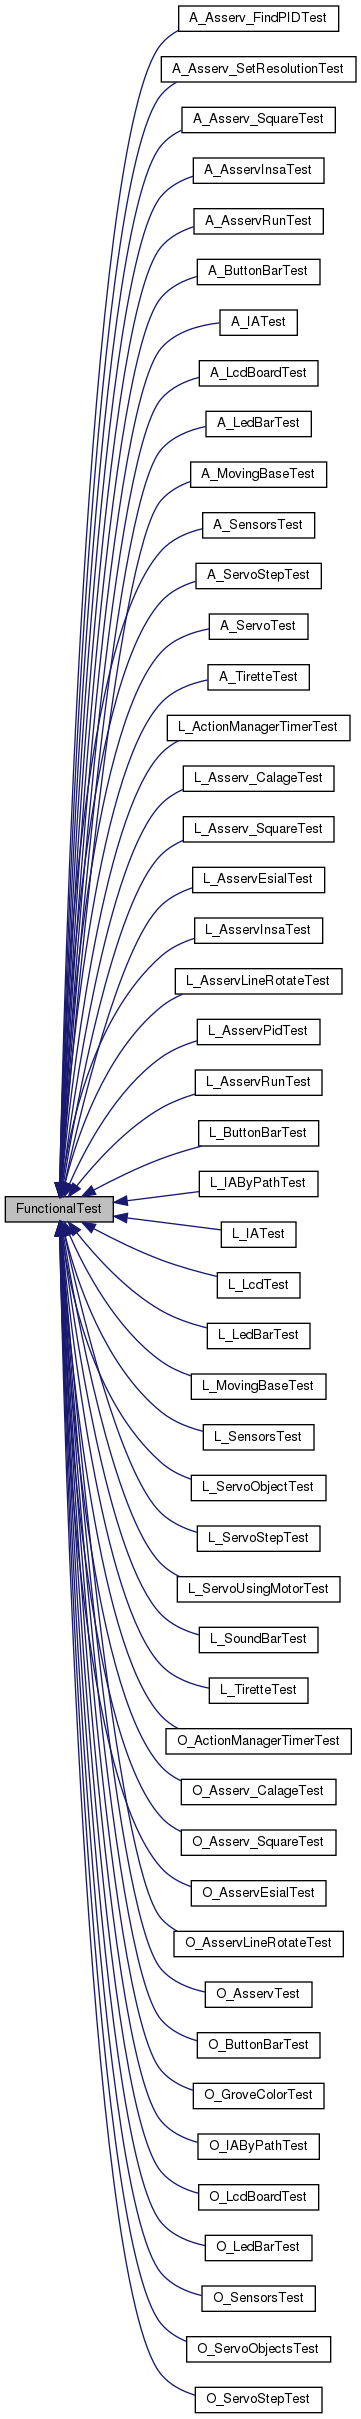 A_Asserv_FindPIDTest
A_Asserv_SetResolutionTest
A_Asserv_SquareTest
A_AsservInsaTest
A_AsservRunTest
A_ButtonBarTest
A_IATest
A_LcdBoardTest
A_LedBarTest
A_MovingBaseTest
A_SensorsTest
A_ServoStepTest
A_ServoTest
A_TiretteTest
L_ActionManagerTimerTest
L_Asserv_CalageTest
L_Asserv_SquareTest
L_AsservEsialTest
L_AsservInsaTest
L_AsservLineRotateTest
L_AsservPidTest
L_AsservRunTest
L_ButtonBarTest
L_IAByPathTest
FunctionalTest
L_IATest
L_LcdTest
L_LedBarTest
L_MovingBaseTest
L_SensorsTest
L_ServoObjectTest
L_ServoStepTest
L_ServoUsingMotorTest
L_SoundBarTest
L_TiretteTest
O_ActionManagerTimerTest
O_Asserv_CalageTest
O_Asserv_SquareTest
O_AsservEsialTest
O_AsservLineRotateTest
O_AsservTest
O_ButtonBarTest
O_GroveColorTest
O_IAByPathTest
O_LcdBoardTest
O_LedBarTest
O_SensorsTest
O_ServoObjectsTest
O_ServoStepTest